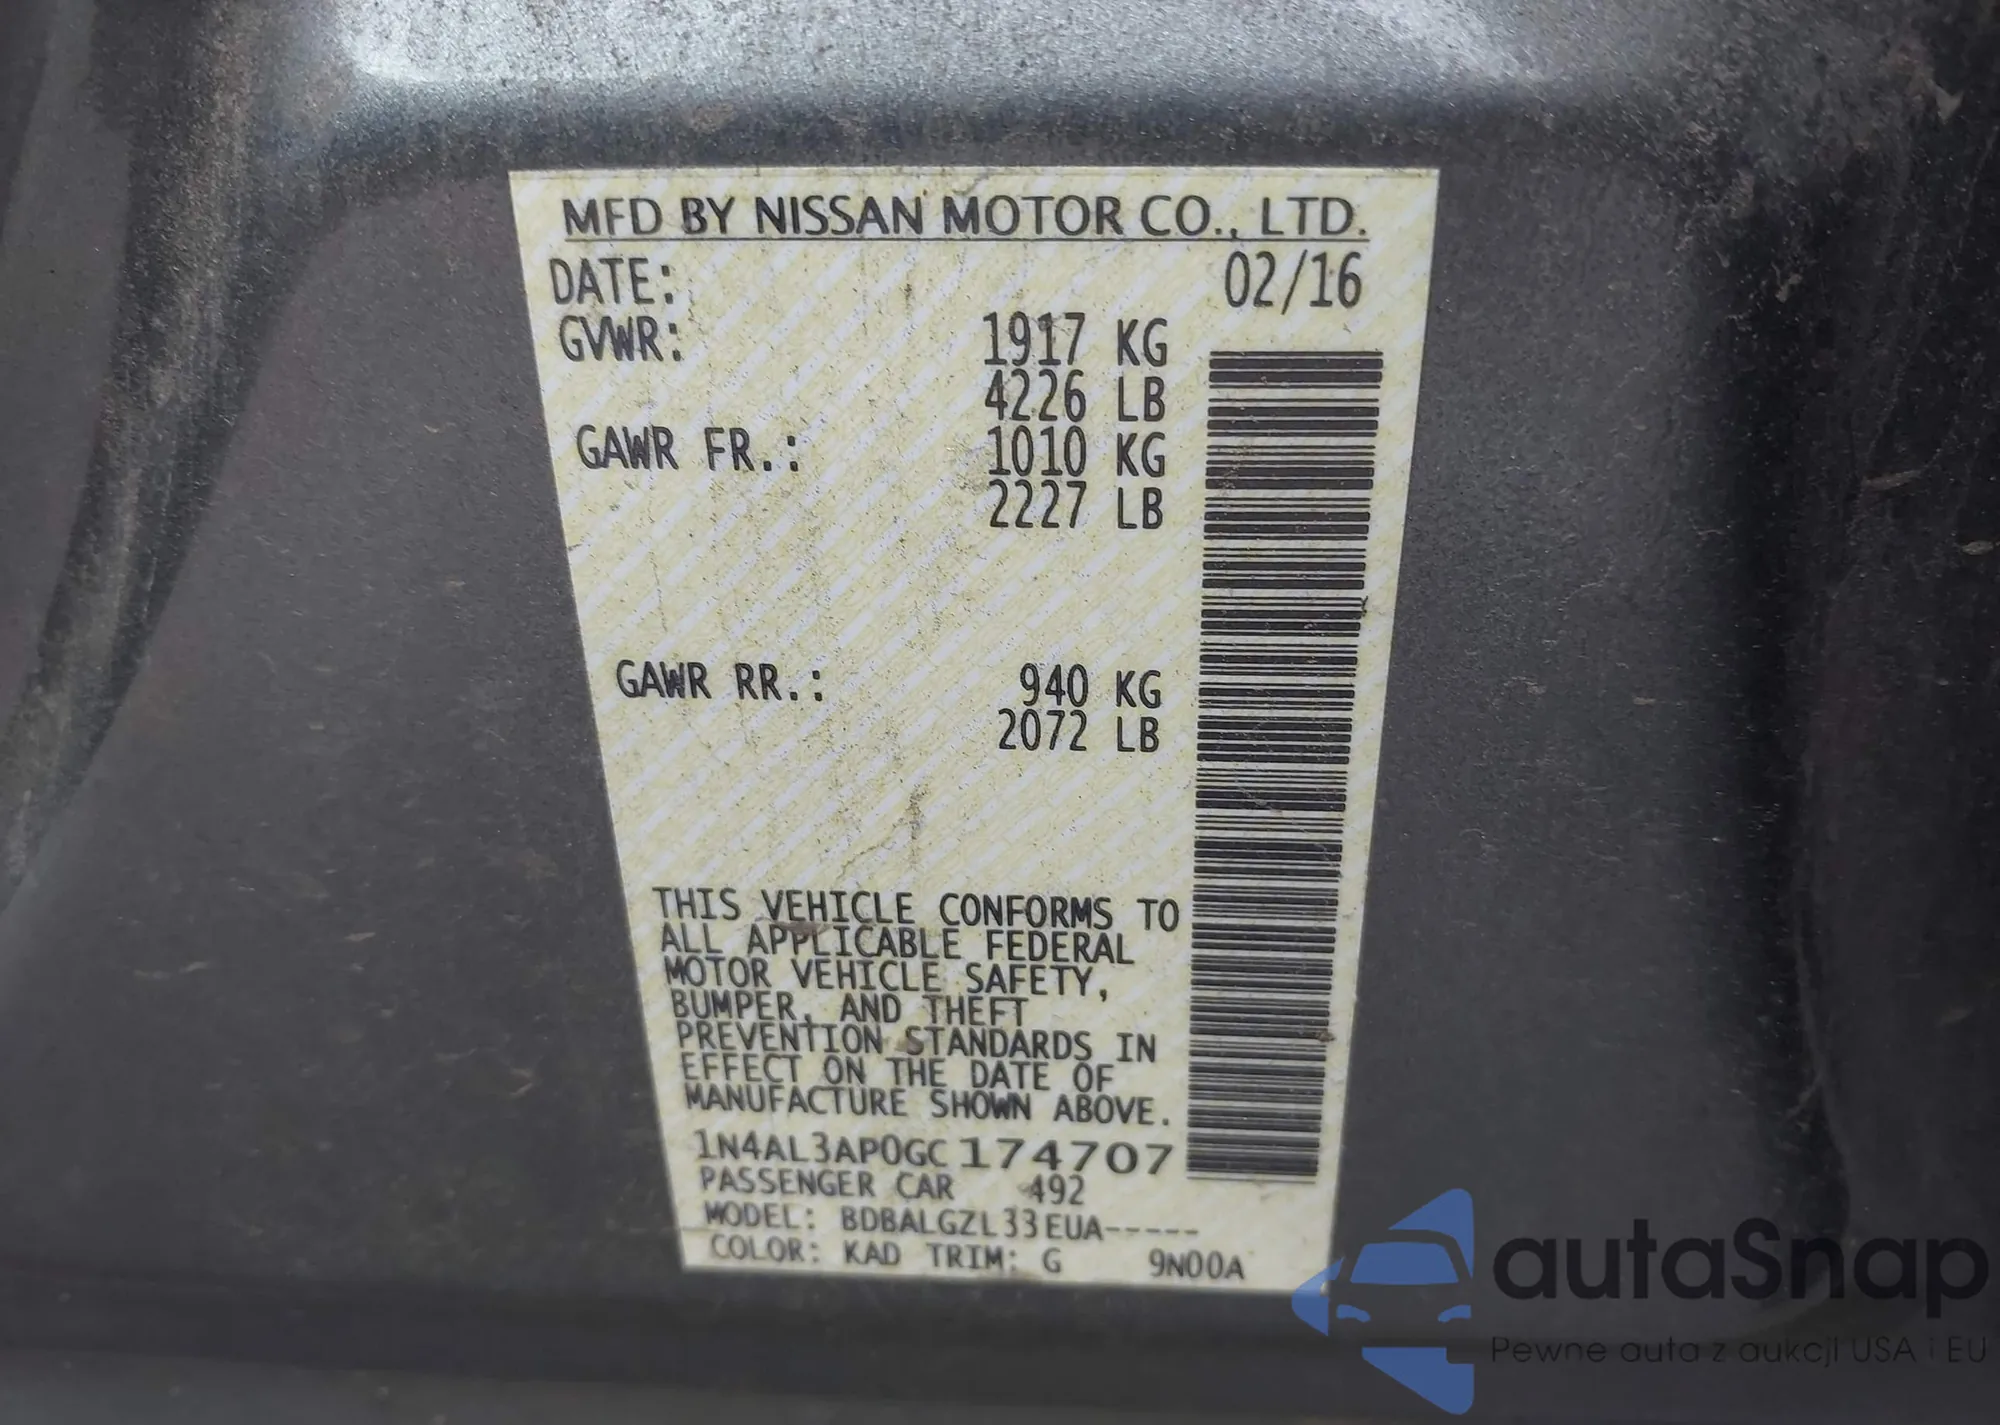 MFD BY NISSAN MOTOR CO., LTD.
DATE: 02/16
GVWR: 1917 KG
4226 LB
GAWR FR.: 1010 KG
2227 LB
GAWR RR.: 940 KG
2072 LB
THIS VEHICLE CONFORMS TO
ALL APPLICABLE FEDERAL
MOTOR VEHICLE SAFETY,
BUMPER, AND THEFT
PREVENTION STANDARDS IN
EFFECT ON THE DATE OF
MANUFACTURE SHOWN ABOVE.
1N4AL3AP0GC174707
PASSENGER CAR 492
MODEL: BDBALGZL33EUA-----
COLOR: KAD TRIM: G 9N00A
autaSnap
Pewne auta z aukcji USA i EU